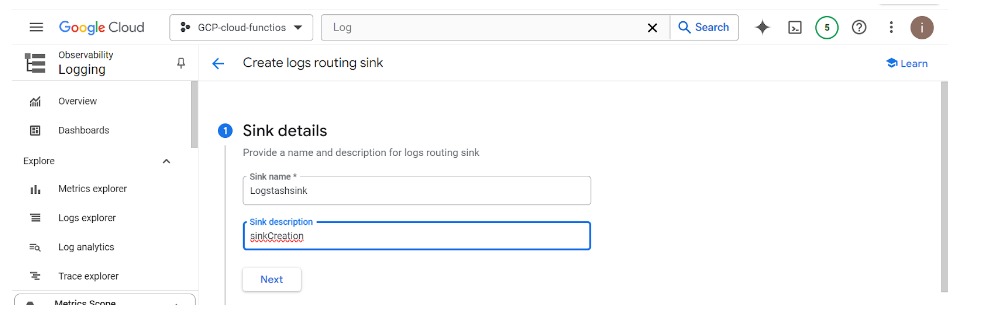 Google Cloud
GCP-cloud-functios
Log
Search
5
i
Observability
Logging
Create logs routing sink
Learn
Overview
Dashboards
Explore
Metrics explorer
Logs explorer
Log analytics
Trace explorer
Metrics Scope
1
Sink details
Provide a name and description for logs routing sink
Sink name *
Logstashsink
Sink description
sinkCreation
Next